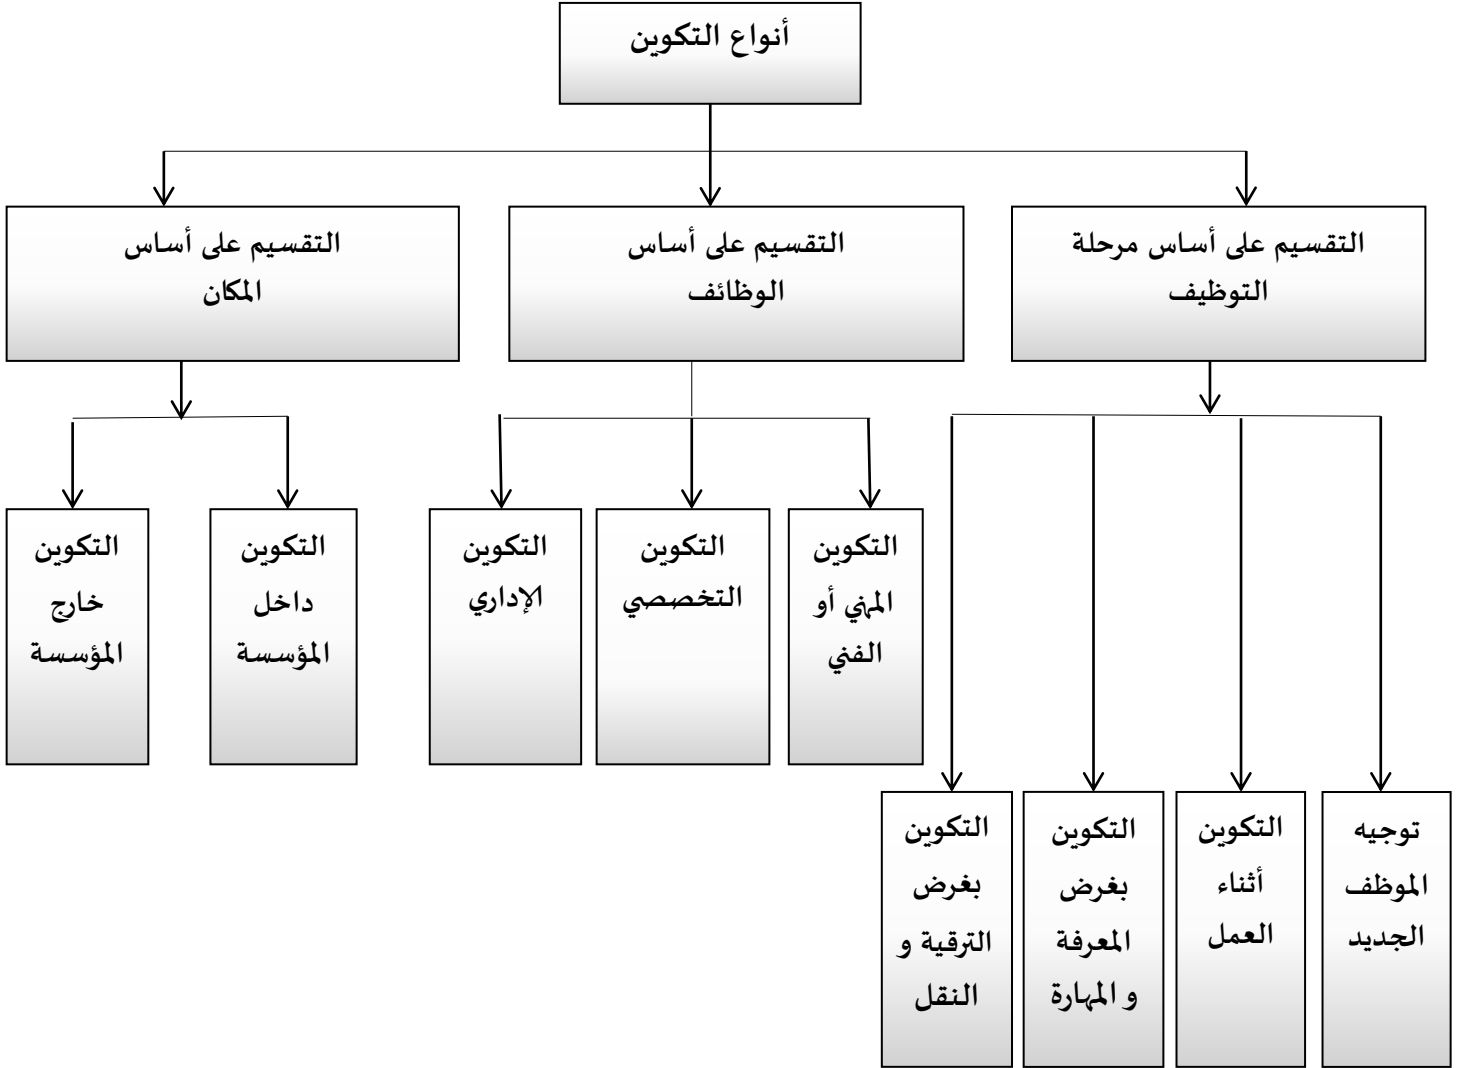 أنواع التكوين
التقسيم على أساس مرحلة
التوظيف
التقسيم على أساس
الوظائف
التقسيم على أساس
المكان
التكوين
المهني أو
الفني
التكوين
التخصصي
التكوين
الإداري
التكوين
داخل
المؤسسة
التكوين
خارج
المؤسسة
توجيه
الموظف
الجديد
التكوين
أثناء
العمل
التكوين
بغرض
المعرفة
و المهارة
التكوين
بغرض
الترقية و
النقل